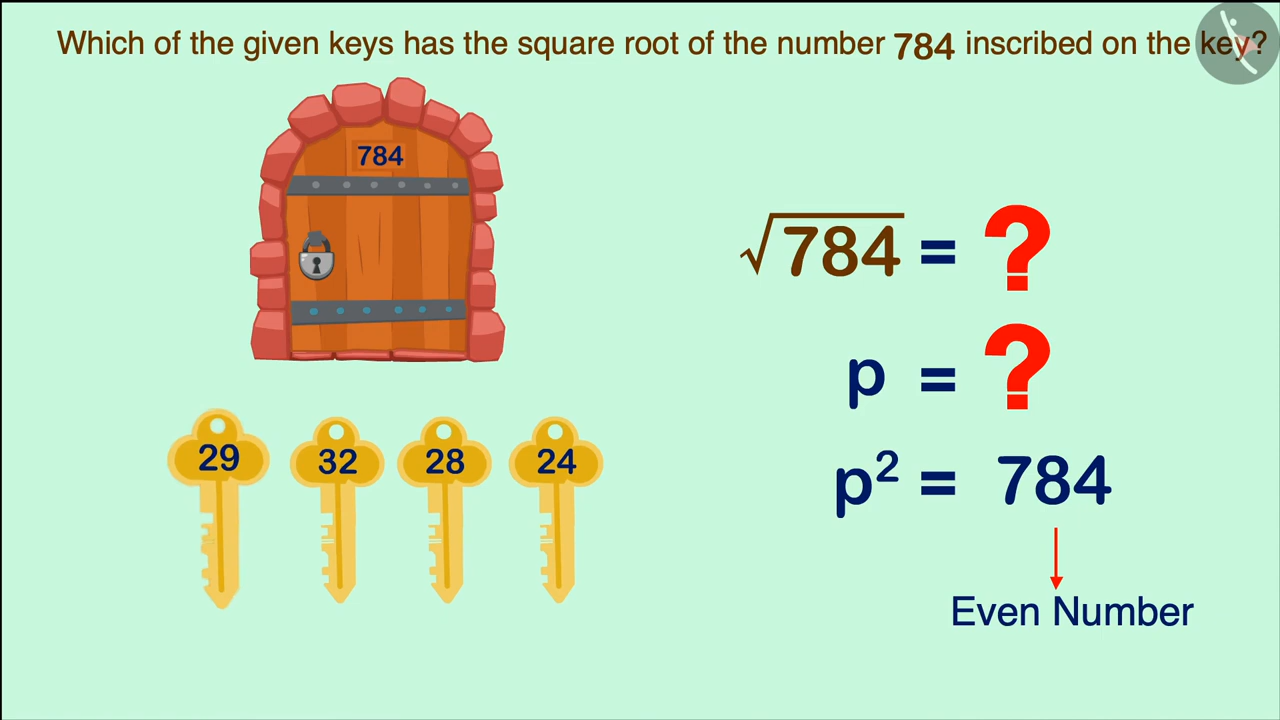 Which of the given keys has the square root of the number 784 inscribed on the key?
784
√784 = ?
p = ?
p² = 784
Even Number
29 32 28 24